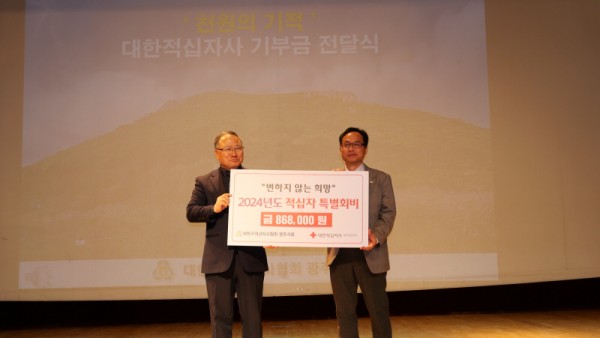 "천원의 기적"
대한적십자사 기부금 전달식
"변하지 않는 희망"
2024년도 적십자 특별회비
금 868,000 원
대한적십자사